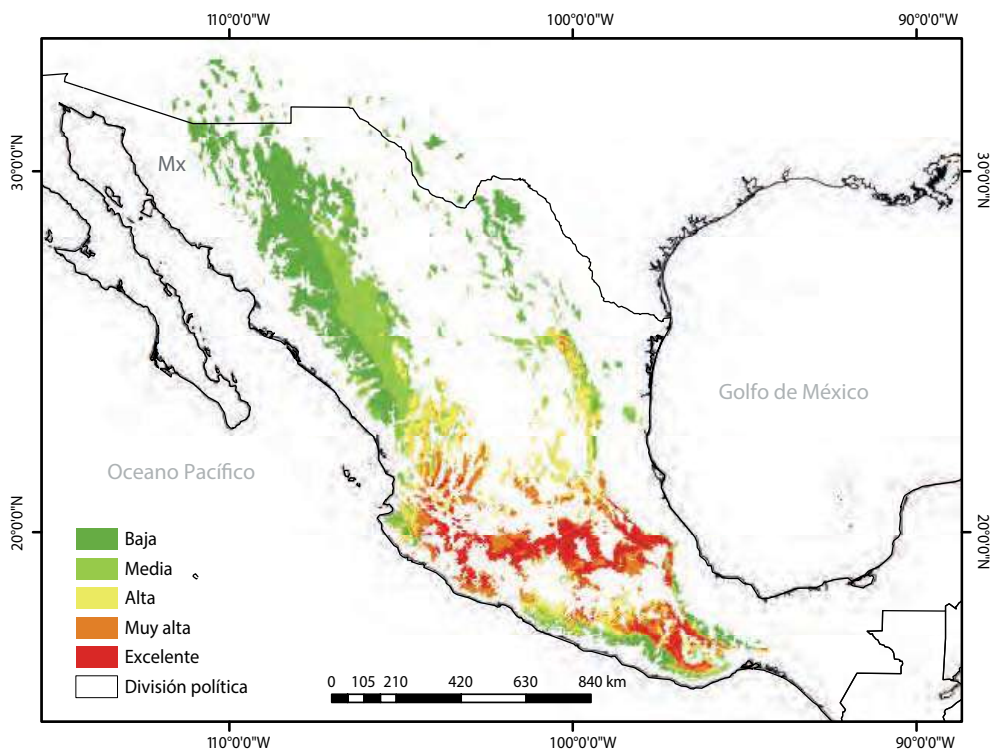 110°0'0"W 100°0'0"W 90°0'0"W
30°0'0"N
30°0'0"N
Mx
Golfo de México
Oceano Pacífico
20°0'0"N
20°0'0"N
Baja
Media
Alta
Muy alta
Excelente
División política
0 105 210 420 630 840 km
110°0'0"W 100°0'0"W 90°0'0"W